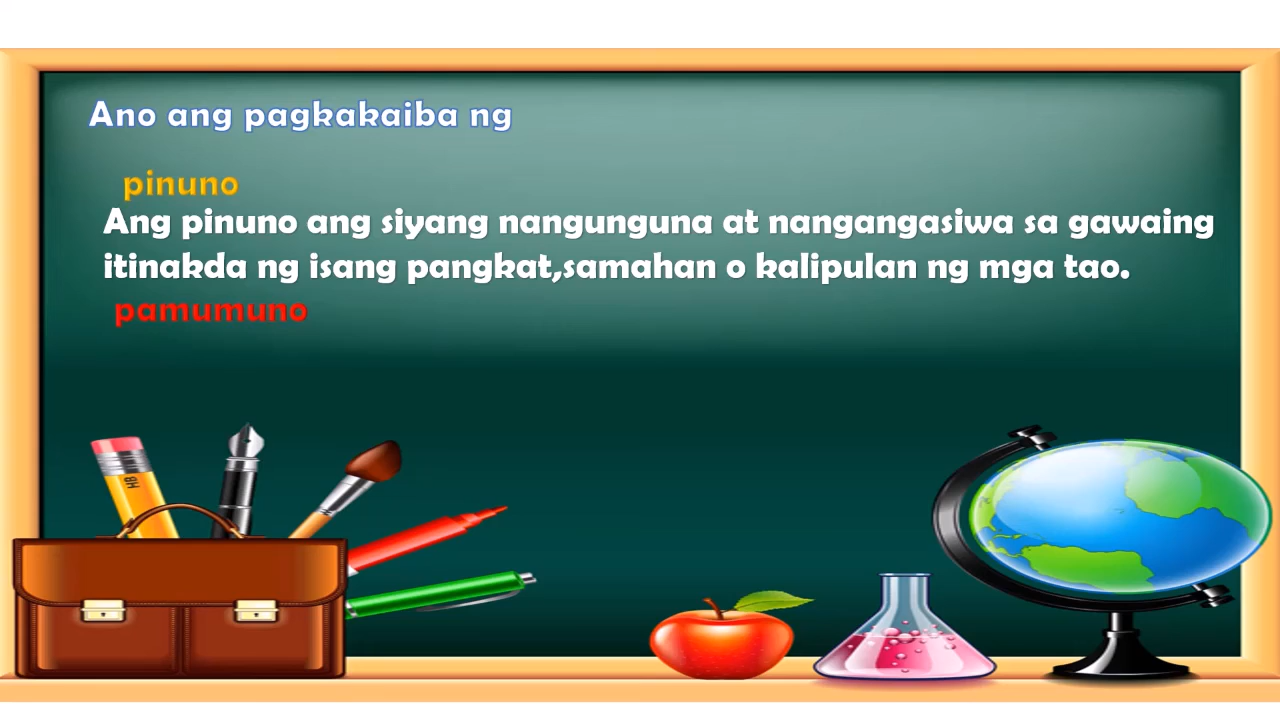 Ano ang pagkakaiba ng
pinuno
Ang pinuno ang siyang nangunguna at nangangasiwa sa gawaing
itinakda ng isang pangkat,samahan o kalipulan ng mga tao.
pamumuno
HB